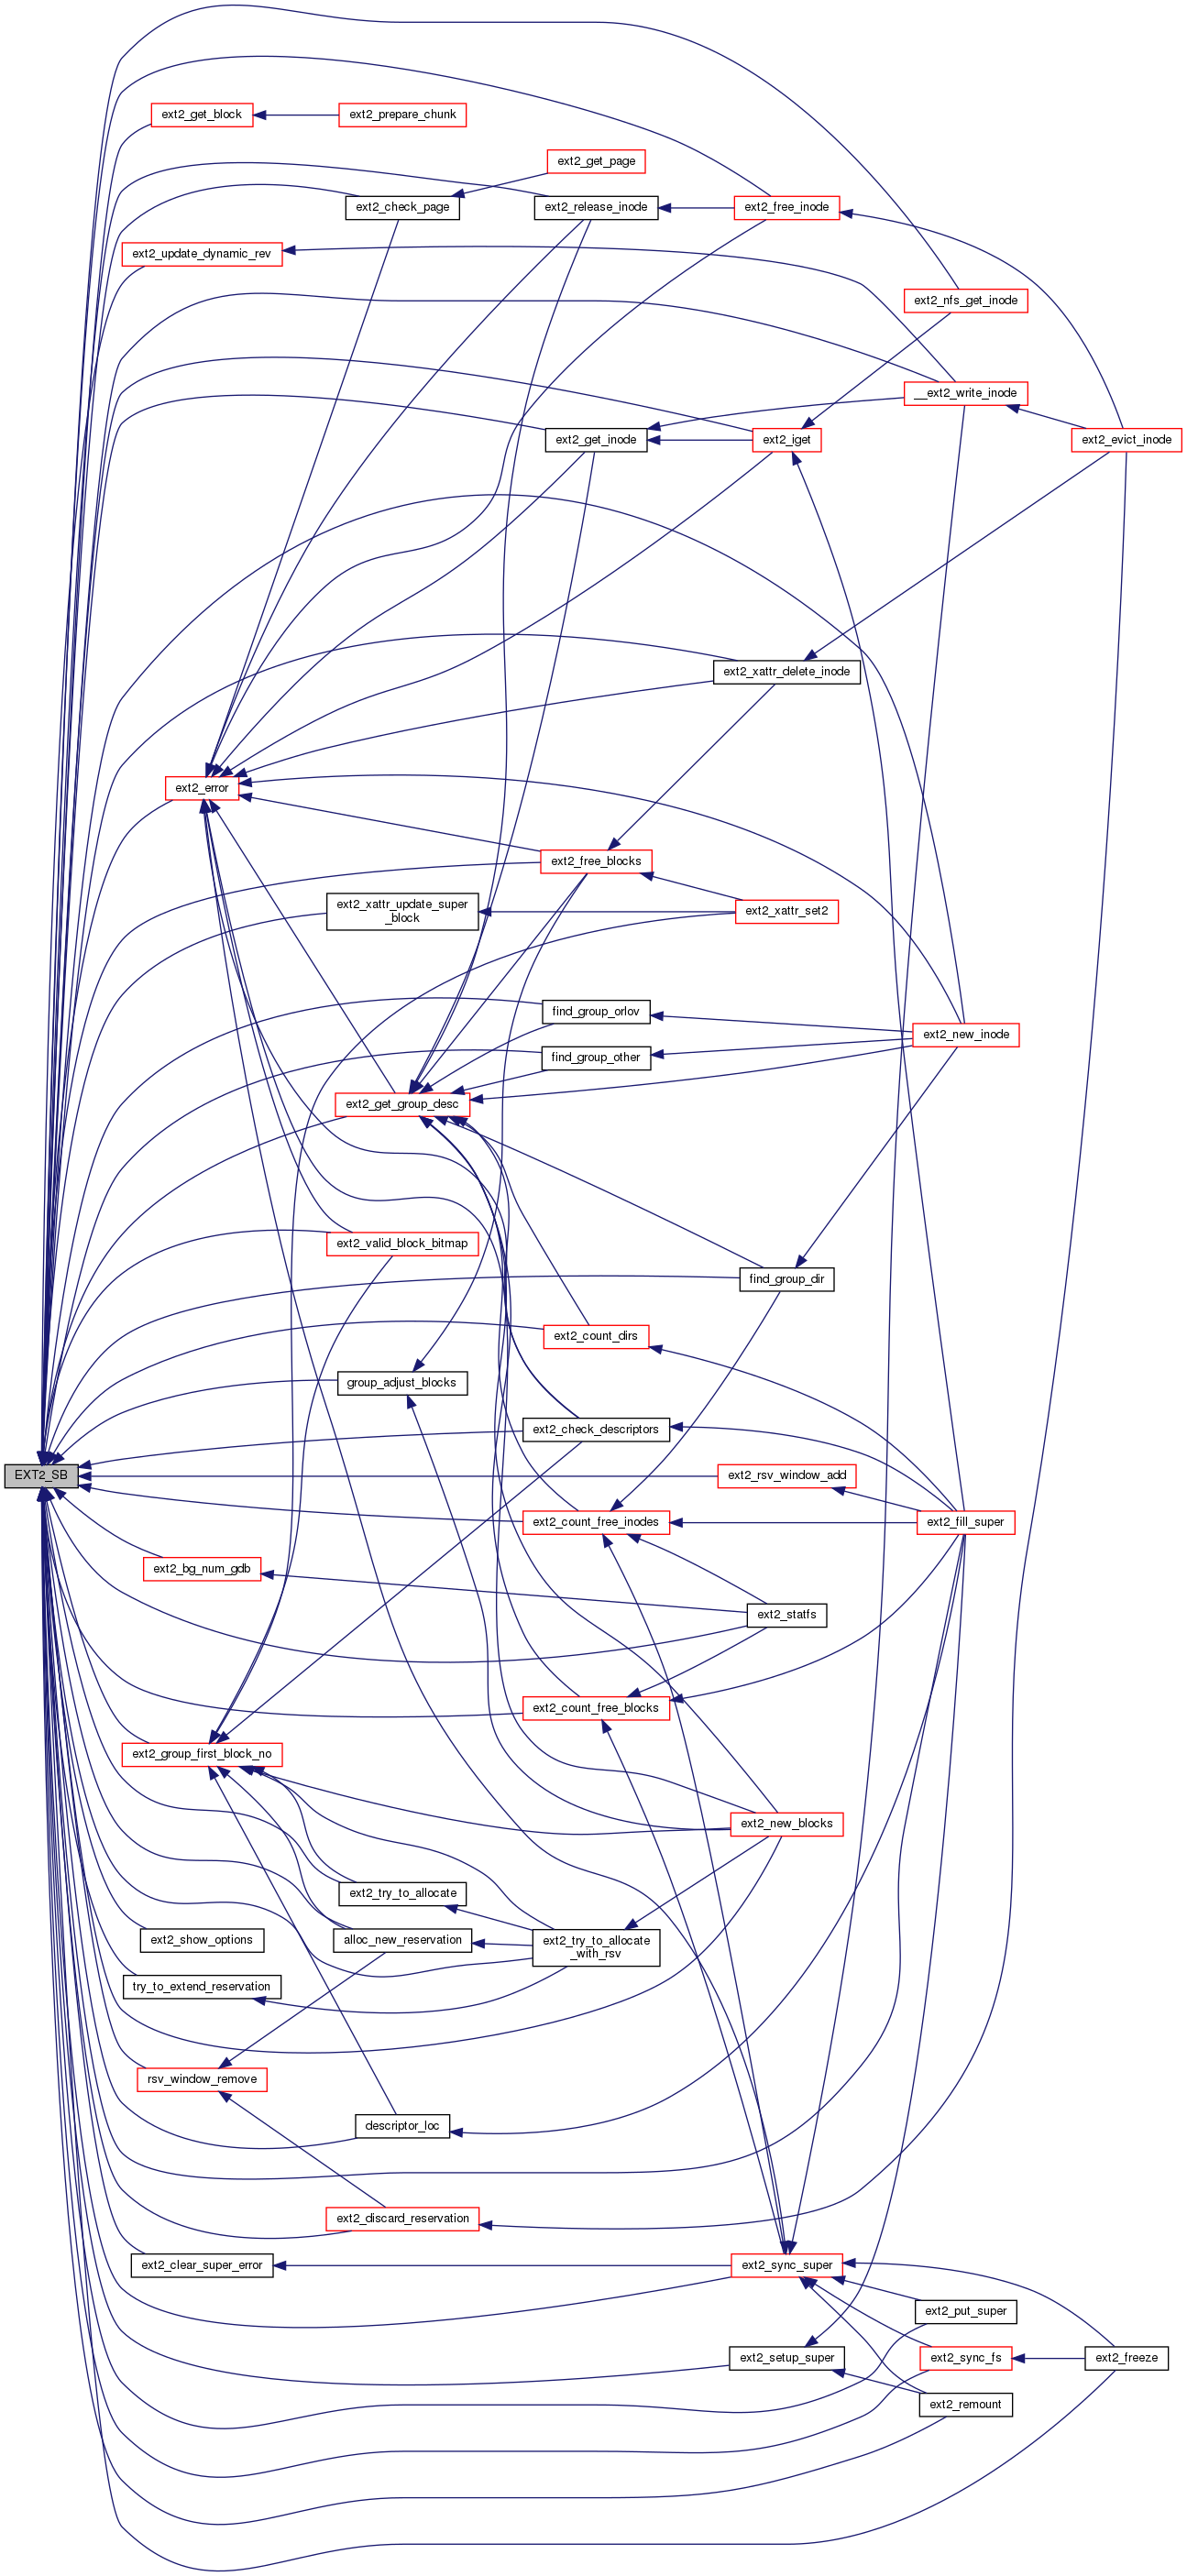 ext2_get_block
ext2_prepare_chunk
ext2_get_page
ext2_check_page
ext2_release_inode
ext2_free_inode
ext2_update_dynamic_rev
ext2_nfs_get_inode
__ext2_write_inode
ext2_get_inode
ext2_iget
ext2_evict_inode
ext2_xattr_delete_inode
ext2_error
ext2_free_blocks
ext2_xattr_update_super
_block
ext2_xattr_set2
find_group_orlov
ext2_new_inode
find_group_other
ext2_get_group_desc
ext2_valid_block_bitmap
find_group_dir
ext2_count_dirs
group_adjust_blocks
ext2_check_descriptors
EXT2_SB
ext2_rsv_window_add
ext2_count_free_inodes
ext2_fill_super
ext2_bg_num_gdb
ext2_statfs
ext2_count_free_blocks
ext2_group_first_block_no
ext2_new_blocks
ext2_try_to_allocate
ext2_show_options
alloc_new_reservation
ext2_try_to_allocate
_with_rsv
try_to_extend_reservation
rsv_window_remove
descriptor_loc
ext2_discard_reservation
ext2_clear_super_error
ext2_sync_super
ext2_put_super
ext2_setup_super
ext2_sync_fs
ext2_freeze
ext2_remount